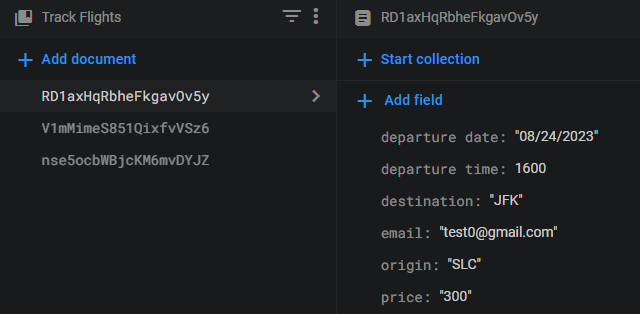 Track Flights
Add document
RD1axHqRbheFkgavOv5y
V1mMimeS851QixfvVSz6
nse5ocbWBjcKM6mvDYJZ
RD1axHqRbheFkgavOv5y
Start collection
Add field
departure date: "08/24/2023"
departure time: 1600
destination: "JFK"
email: "test0@gmail.com"
origin: "SLC"
price: "300"